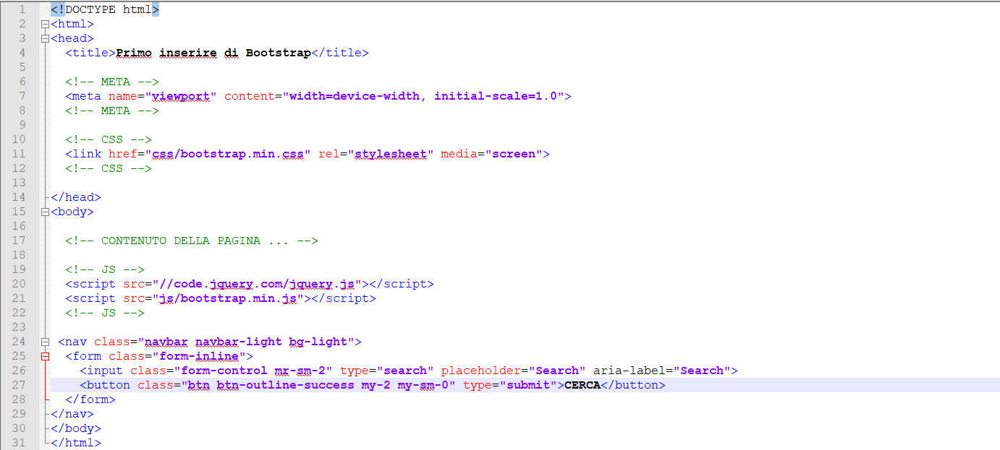 1 <!DOCTYPE html>
2 <html>
3 <head>
4 <title>Primo inserire di Bootstrap</title>
5
6 <!-- META -->
7 <meta name="viewport" content="width=device-width, initial-scale=1.0">
8 <!-- META -->
9
10 <!-- CSS -->
11 <link href="css/bootstrap.min.css" rel="stylesheet" media="screen">
12 <!-- CSS -->
13
14 </head>
15 <body>
16
17 <!-- CONTENUTO DELLA PAGINA ... -->
18
19 <!-- JS -->
20 <script src="//code.jquery.com/jquery.js"></script>
21 <script src="js/bootstrap.min.js"></script>
22 <!-- JS -->
23
24 <nav class="navbar navbar-light bg-light">
25 <form class="form-inline">
26 <input class="form-control mr-sm-2" type="search" placeholder="Search" aria-label="Search">
27 <button class="btn btn-outline-success my-2 my-sm-0" type="submit">CERCA</button>
28 </form>
29 </nav>
30 </body>
31 </html>